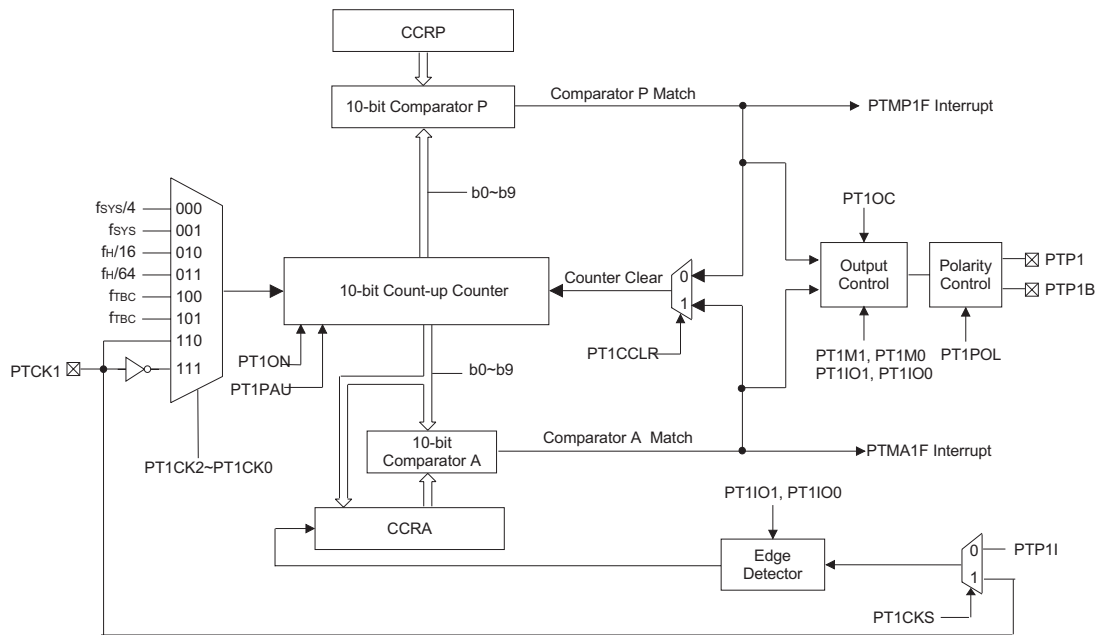 CCRP
10-bit Comparator P
Comparator P Match
PTMP1F Interrupt
b0~b9
fSYS/4
000
fSYS
001
fH/16
010
fH/64
011
fTBC
100
fTBC
101
110
111
PTCK1
PT1CK2~PT1CK0
10-bit Count-up Counter
PT1ON
PT1PAU
Counter Clear
0
1
PT1CCLR
PT1OC
Output
Control
Polarity
Control
PTP1
PTP1B
PT1M1, PT1M0
PT1IO1, PT1IO0
PT1POL
b0~b9
10-bit
Comparator A
Comparator A Match
PTMA1F Interrupt
CCRA
PT1IO1, PT1IO0
Edge
Detector
0
1
PTP1I
PT1CKS